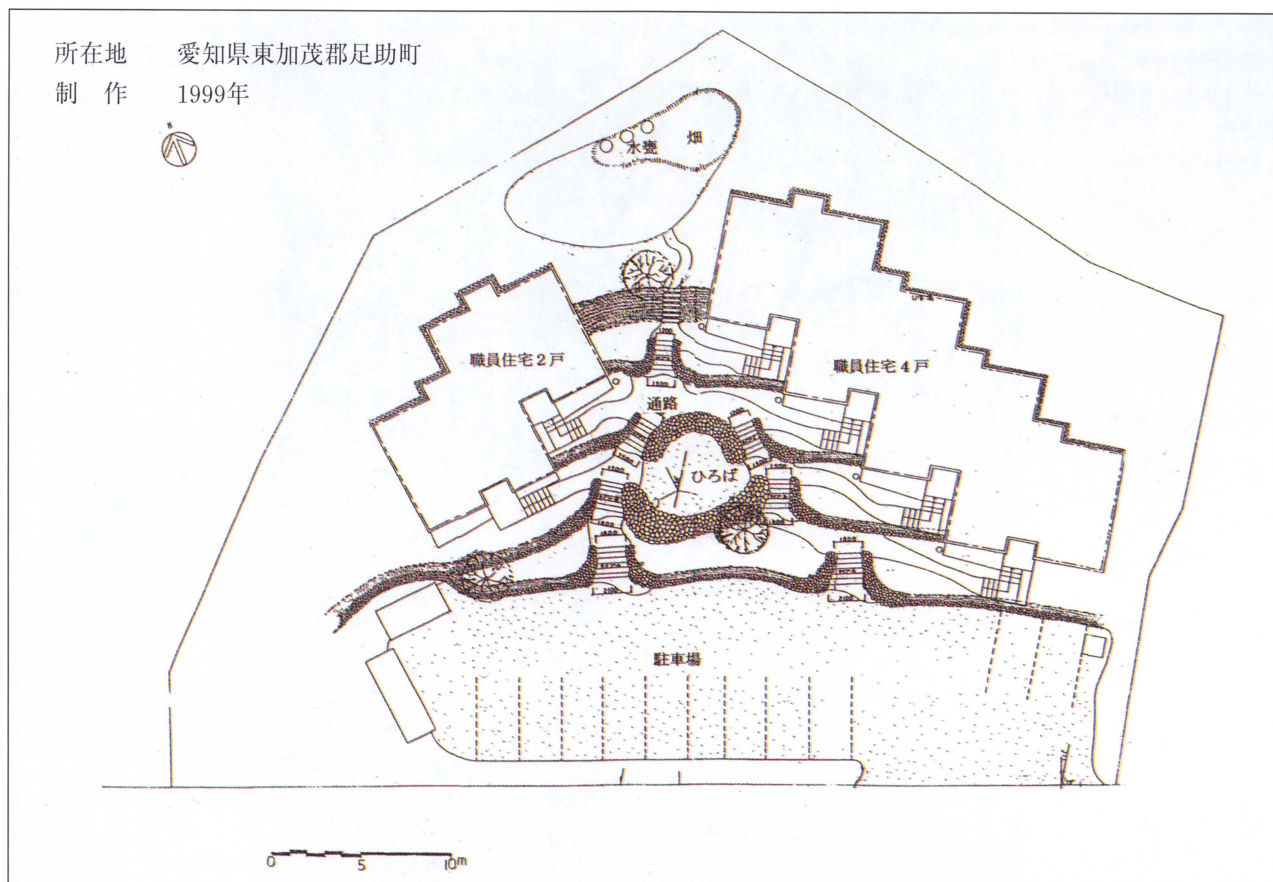 所在地 愛知県東加茂郡足助町
制 作 1999年
N
水甕 畑
職員住宅2戸
職員住宅4戸
通路
ひろば
駐車場
0 5 10m